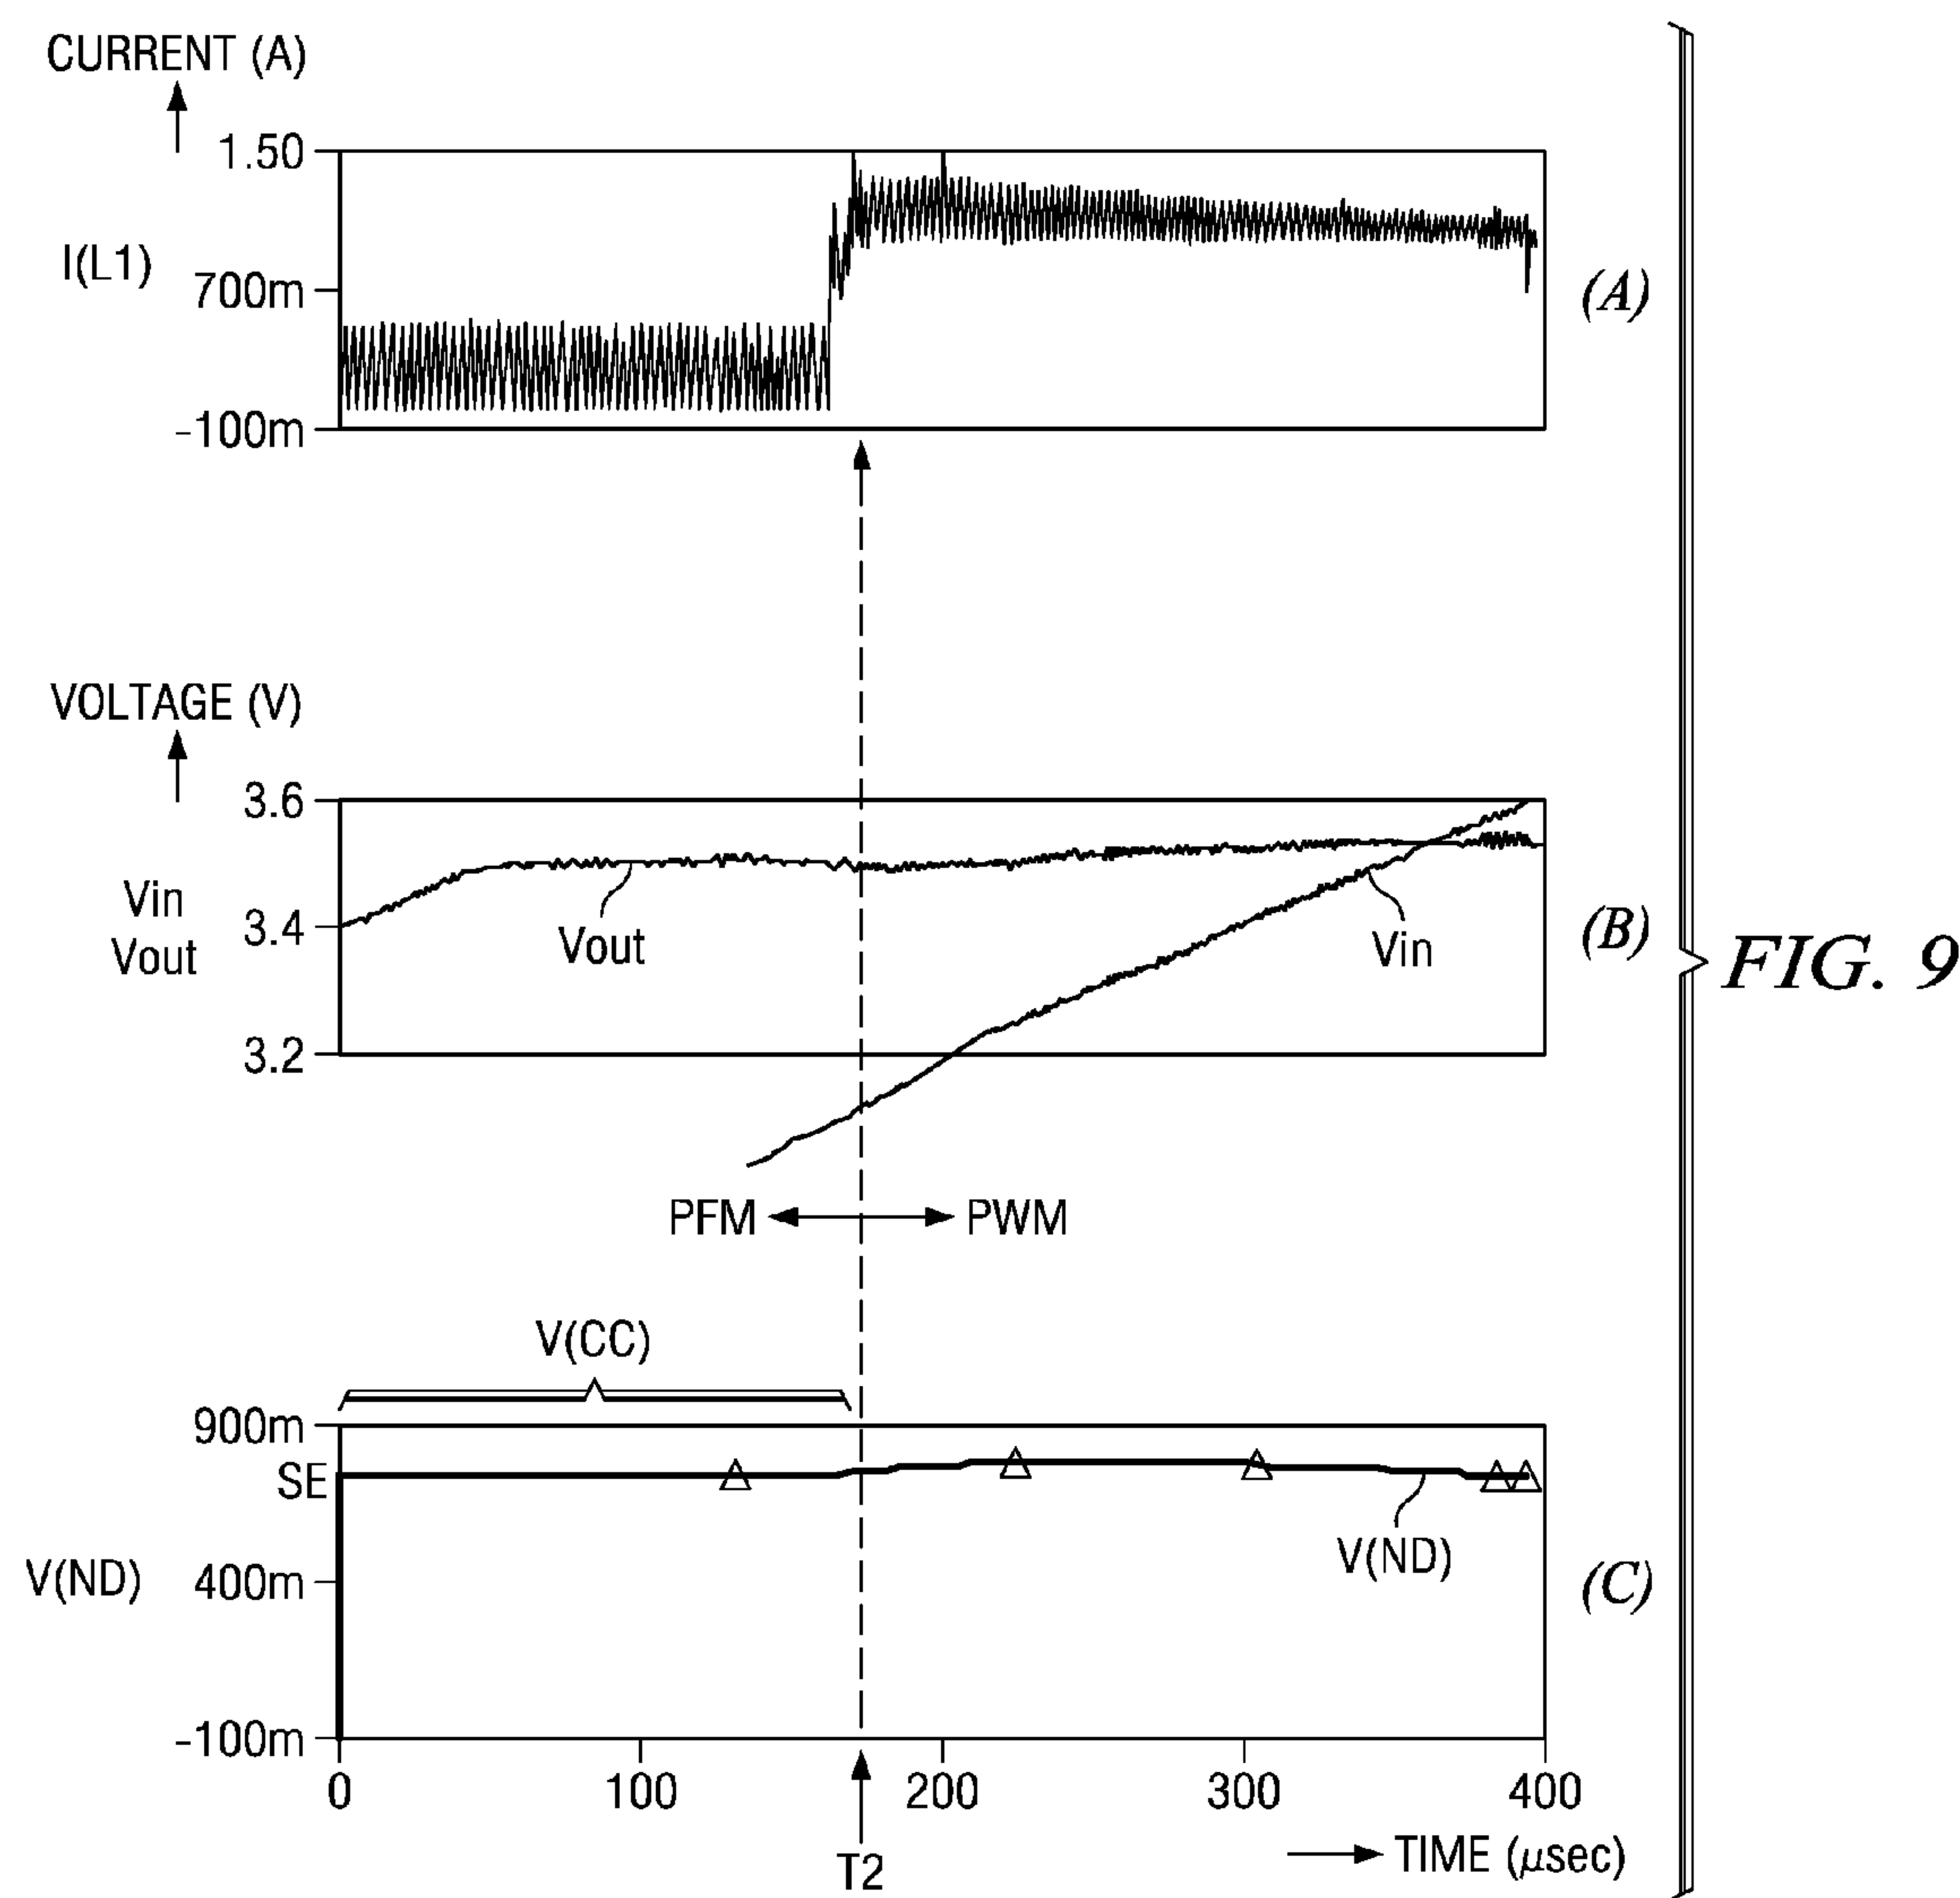 CURRENT (A)
1.50
I(L1)
700m
-100m
(A)
VOLTAGE (V)
3.6
Vin
Vout
3.4
3.2
Vout
Vin
(B)
FIG. 9
PFM
PWM
V(CC)
900m
SE
V(ND)
400m
-100m
V(ND)
(C)
0
100
200
300
400
T2
TIME (μsec)